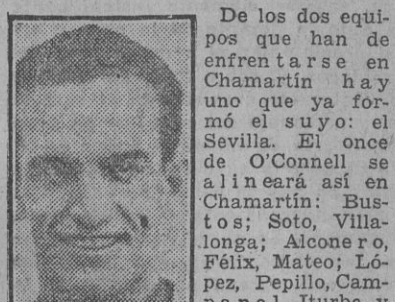 De los dos equi-
pos que han de
enfrentarse en
Chamartín hay
uno que ya for-
mó el suyo: el
Sevilla. El once
de O'Connell se
alineará así en
Chamartín: Bus-
tos; Soto, Villa-
longa; Alconero,
Félix, Mateo; Ló-
pez, Pepillo, Cam-